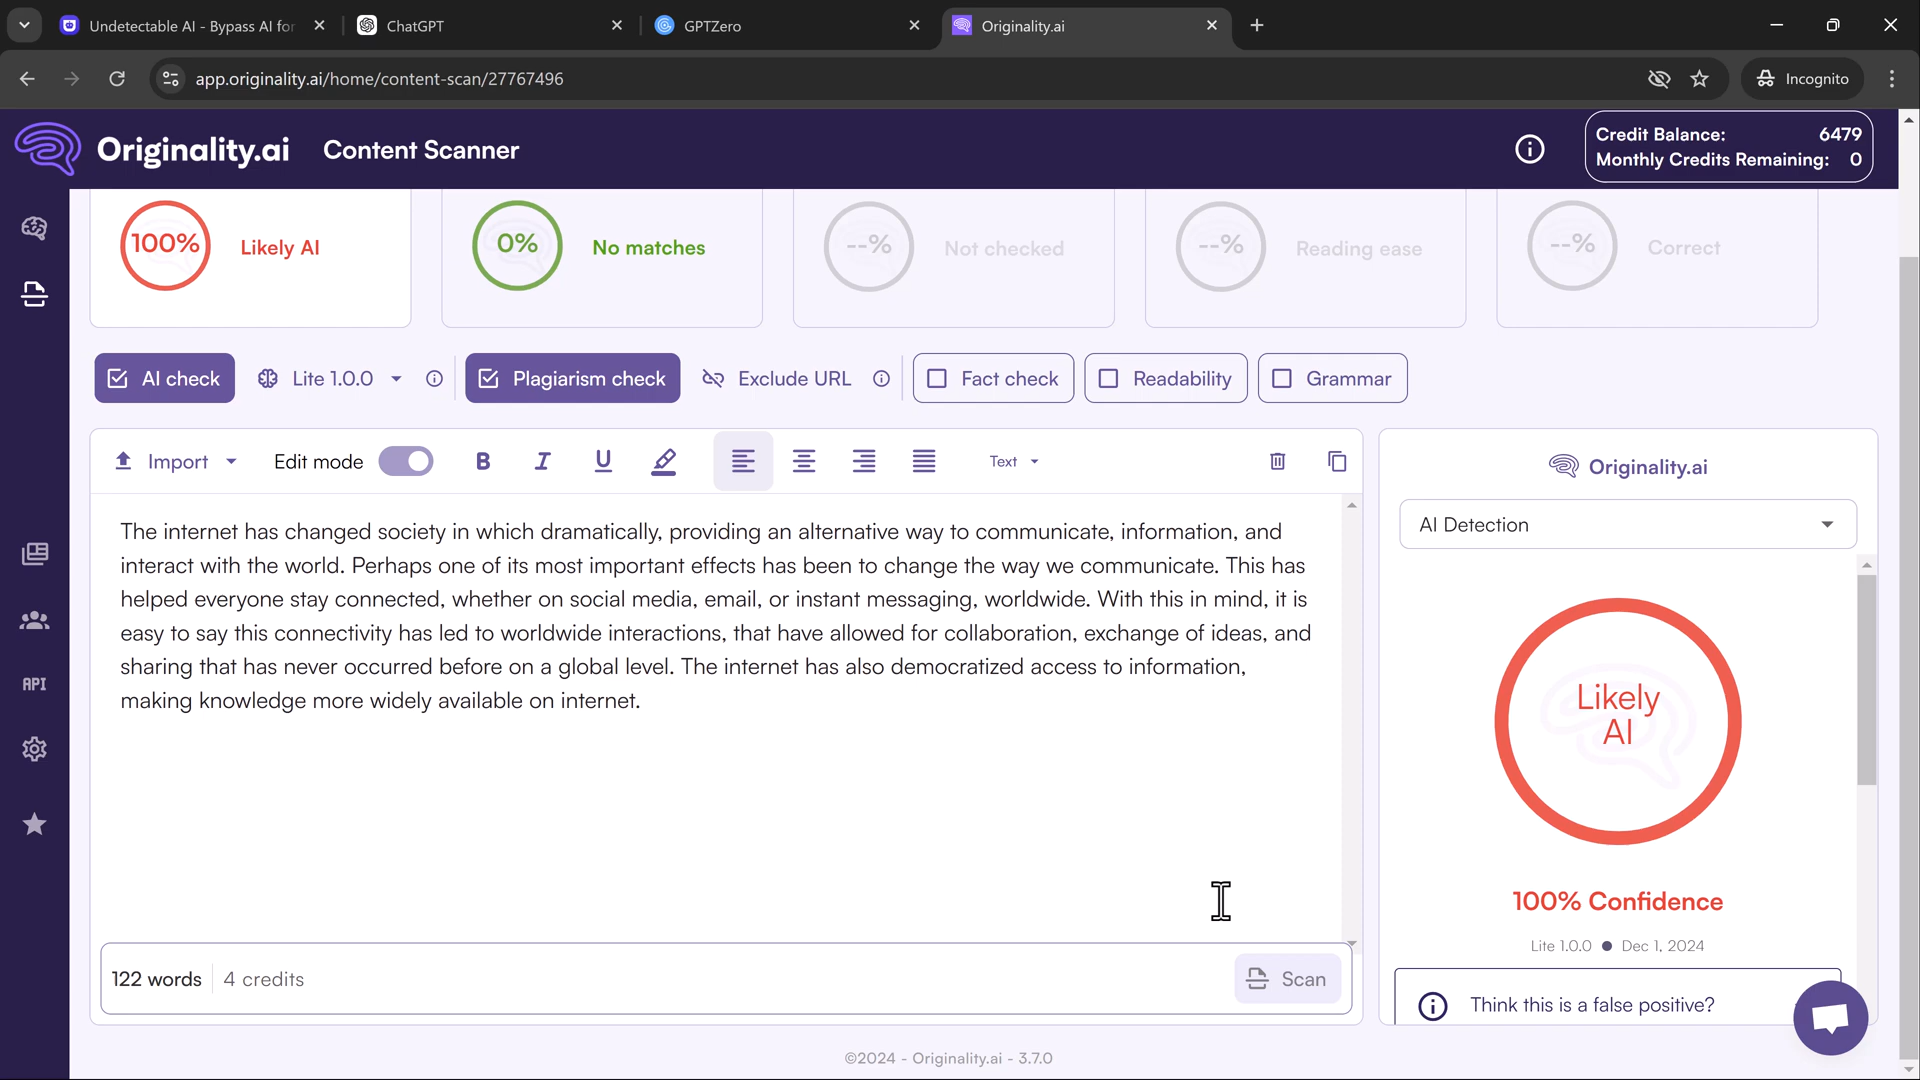 Undetectable AI - Bypass AI for
ChatGPT
GPTZero
Originality.ai
app.originality.ai/home/content-scan/27767496
Incognito
Originality.ai
Content Scanner
Credit Balance: 6479
Monthly Credits Remaining: 0
100%
Likely AI
0%
No matches
--%
Not checked
--%
Reading ease
--%
Correct
AI check
Lite 1.0.0
Plagiarism check
Exclude URL
Fact check
Readability
Grammar
Import
Edit mode
B
I
U
Text
Originality.ai
AI Detection
The internet has changed society in which dramatically, providing an alternative way to communicate, information, and
interact with the world. Perhaps one of its most important effects has been to change the way we communicate. This has
helped everyone stay connected, whether on social media, email, or instant messaging, worldwide. With this in mind, it is
easy to say this connectivity has led to worldwide interactions, that have allowed for collaboration, exchange of ideas, and
sharing that has never occurred before on a global level. The internet has also democratized access to information,
making knowledge more widely available on internet.
API
Likely
AI
100% Confidence
Lite 1.0.0 ● Dec 1, 2024
Think this is a false positive?
122 words
4 credits
Scan
©2024 - Originality.ai - 3.7.0